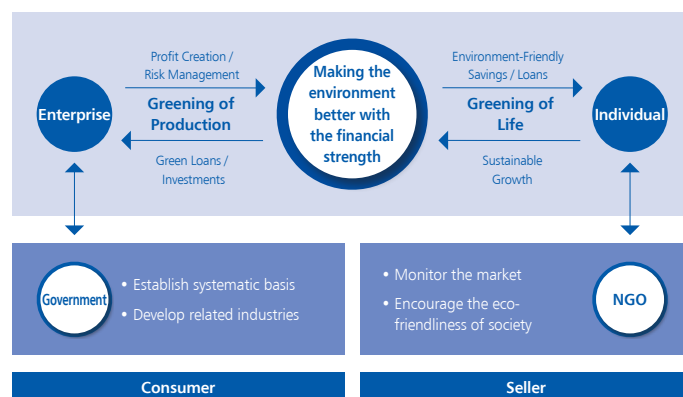 Profit Creation /
Risk Management
Enterprise
Greening of
Production
Green Loans /
Investments
Making the
environment
better with
the financial
strength
Environment-Friendly
Savings / Loans
Greening of
Life
Sustainable
Growth
Individual
Government
• Establish systematic basis
• Develop related industries
• Monitor the market
• Encourage the eco-
friendliness of society
NGO
Consumer
Seller